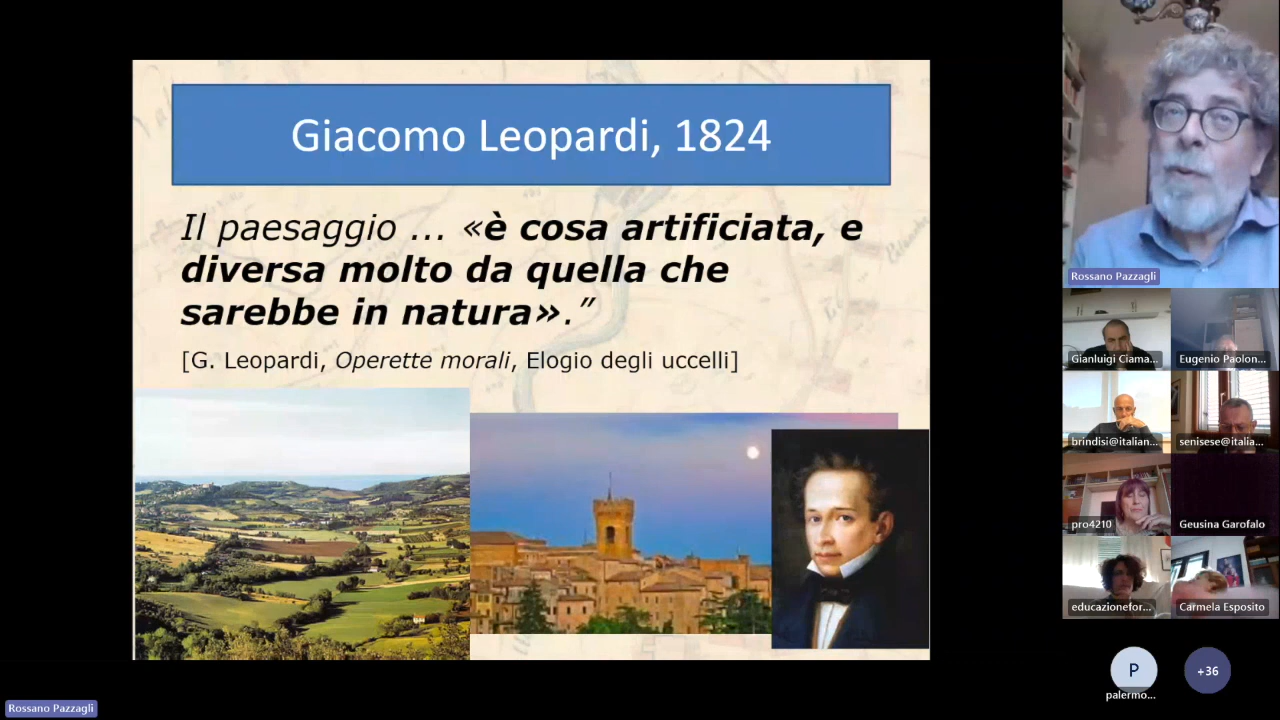 Giacomo Leopardi, 1824
Il paesaggio ... «è cosa artificiata, e
diversa molto da quella che
sarebbe in natura».”
[G. Leopardi, Operette morali, Elogio degli uccelli]
Rossano Pazzagli
Gianluigi Ciama...
Eugenio Paolon...
brindisi@italian...
senisese@italia...
pro4210
Geusina Garofalo
educazionefor...
Carmela Esposito
P
palermo...
+36
Rossano Pazzagli